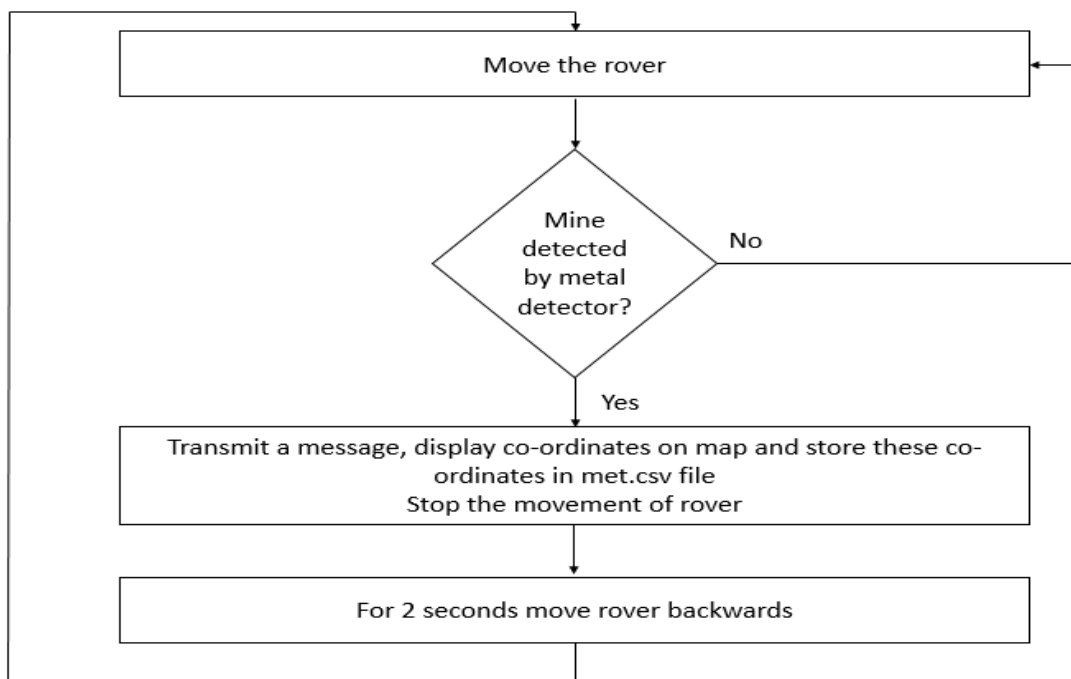 Move the rover
Mine
detected
by metal
detector?
No
Yes
Transmit a message, display co-ordinates on map and store these co-
ordinates in met.csv file
Stop the movement of rover
For 2 seconds move rover backwards